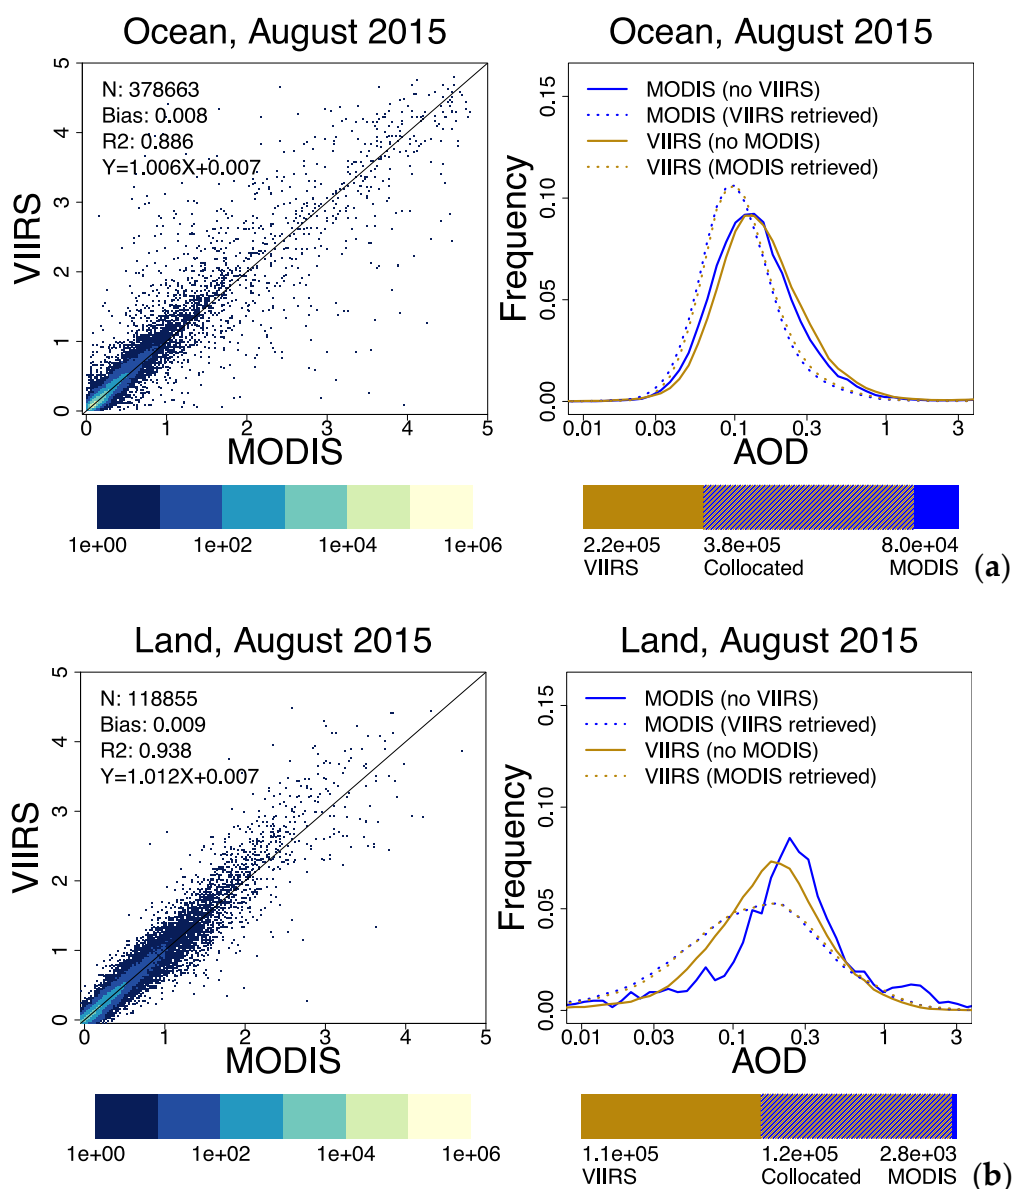 Ocean, August 2015
N: 378663
Bias: 0.008
R2: 0.886
Y=1.006X+0.007
VIIRS
0 1 2 3 4 5
0 1 2 3 4 5
MODIS
1e+00 1e+02 1e+04 1e+06
Ocean, August 2015
MODIS (no VIIRS)
MODIS (VIIRS retrieved)
VIIRS (no MODIS)
VIIRS (MODIS retrieved)
Frequency
0.00 0.05 0.10 0.15
0.01 0.03 0.1 0.3 1 3
AOD
2.2e+05 3.8e+05 8.0e+04
VIIRS Collocated MODIS
(a)
Land, August 2015
N: 118855
Bias: 0.009
R2: 0.938
Y=1.012X+0.007
VIIRS
0 1 2 3 4 5
0 1 2 3 4 5
MODIS
1e+00 1e+02 1e+04 1e+06
Land, August 2015
MODIS (no VIIRS)
MODIS (VIIRS retrieved)
VIIRS (no MODIS)
VIIRS (MODIS retrieved)
Frequency
0.00 0.05 0.10 0.15
0.01 0.03 0.1 0.3 1 3
AOD
1.1e+05 1.2e+05 2.8e+03
VIIRS Collocated MODIS
(b)